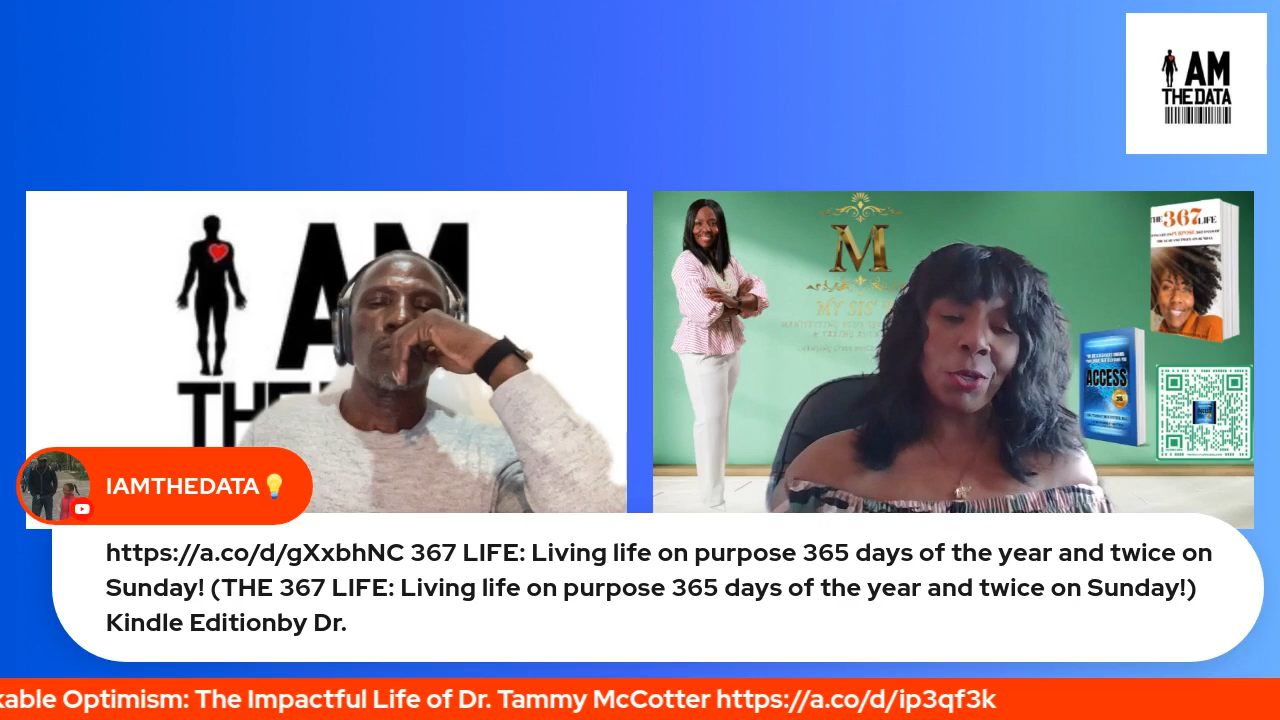 AM
THE DATA
AM
THE
M
MY SIS
THE 367 LIFE
ACCESS
IAMTHEDATA💡
https://a.co/d/gXxbhNC 367 LIFE: Living life on purpose 365 days of the year and twice on
Sunday! (THE 367 LIFE: Living life on purpose 365 days of the year and twice on Sunday!)
Kindle Editionby Dr.
kable Optimism: The Impactful Life of Dr. Tammy McCotter https://a.co/d/ip3qf3k